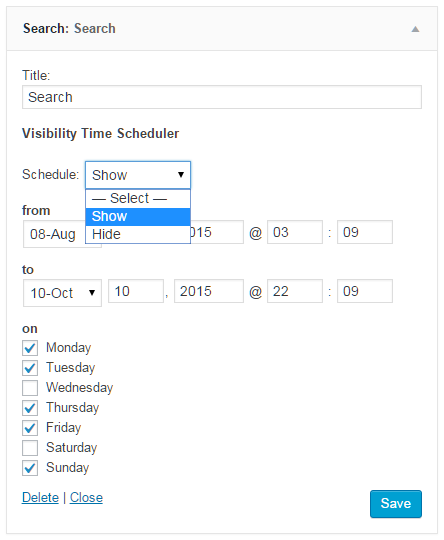 Search: Search
Title:
Search
Visibility Time Scheduler
Schedule: Show
— Select —
Show
Hide
from
08-Aug 015 @ 03 : 09
to
10-Oct 10 , 2015 @ 22 : 09
on
Monday
Tuesday
Wednesday
Thursday
Friday
Saturday
Sunday
Delete | Close
Save